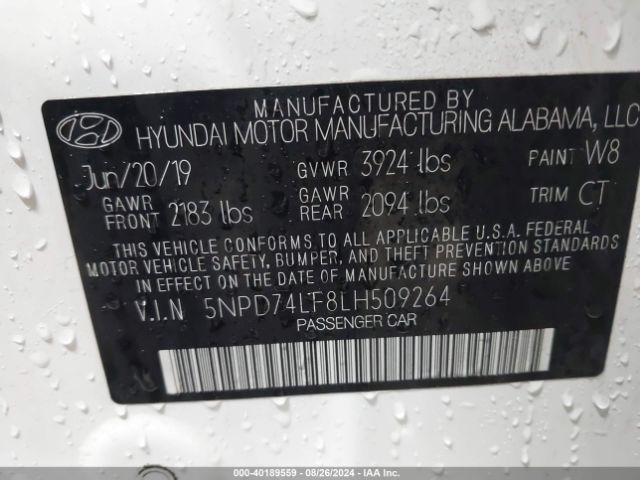 MANUFACTURED BY
HYUNDAI MOTOR MANUFACTURING ALABAMA, LLC
Jun/20/19 GVWR 3924 lbs PAINT W8
GAWR FRONT 2183 lbs GAWR REAR 2094 lbs TRIM CT
THIS VEHICLE CONFORMS TO ALL APPLICABLE U.S.A. FEDERAL
MOTOR VEHICLE SAFETY, BUMPER, AND THEFT PREVENTION STANDARDS
IN EFFECT ON THE DATE OF MANUFACTURE SHOWN ABOVE.
V.I.N 5NPD74LF8LH509264
PASSENGER CAR
000-40189559 - 08/26/2024 - IAAI.COM